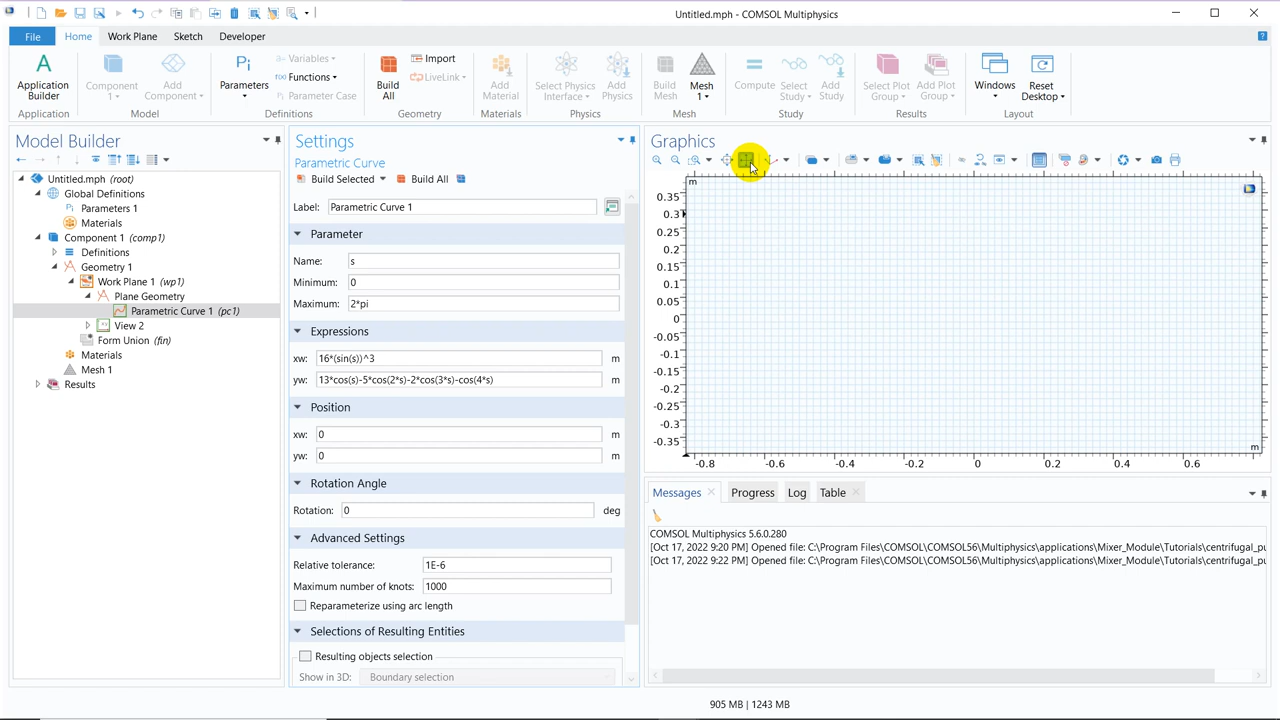 Untitled.mph - COMSOL Multiphysics
File
Home
Work Plane
Sketch
Developer
Application Builder
Component 1
Add Component
Parameters
Variables
Functions
Parameter Case
Build All
Import
LiveLink
Add Material
Select Physics Interface
Add Physics
Build Mesh
Mesh 1
Compute
Select Study
Add Study
Select Plot Group
Add Plot Group
Windows
Reset Desktop
Application
Model
Definitions
Geometry
Materials
Physics
Mesh
Study
Results
Layout
Model Builder
Untitled.mph (root)
Global Definitions
Pi Parameters 1
Materials
Component 1 (comp1)
Definitions
Geometry 1
Work Plane 1 (wp1)
Plane Geometry
Parametric Curve 1 (pc1)
View 2
Form Union (fin)
Materials
Mesh 1
Results
Settings
Parametric Curve
Build Selected
Build All
Label: Parametric Curve 1
Parameter
Name: s
Minimum: 0
Maximum: 2*pi
Expressions
xw: 16*(sin(s))^3 m
yw: 13*cos(s)-5*cos(2*s)-2*cos(3*s)-cos(4*s) m
Position
xw: 0 m
yw: 0 m
Rotation Angle
Rotation: 0 deg
Advanced Settings
Relative tolerance: 1E-6
Maximum number of knots: 1000
Reparameterize using arc length
Selections of Resulting Entities
Resulting objects selection
Show in 3D: Boundary selection
Graphics
m
0.35
0.3
0.25
0.2
0.15
0.1
0.05
0
-0.05
-0.1
-0.15
-0.2
-0.25
-0.3
-0.35
m
-0.8 -0.6 -0.4 -0.2 0 0.2 0.4 0.6
Messages
Progress
Log
Table
COMSOL Multiphysics 5.6.0.280
[Oct 17, 2022 9:20 PM] Opened file: C:\Program Files\COMSOL\COMSOL56\Multiphysics\applications\Mixer_Module\Tutorials\centrifugal_pu
[Oct 17, 2022 9:22 PM] Opened file: C:\Program Files\COMSOL\COMSOL56\Multiphysics\applications\Mixer_Module\Tutorials\centrifugal_pu
905 MB | 1243 MB